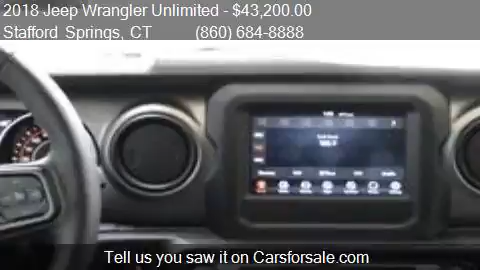 2018 Jeep Wrangler Unlimited - $43,200.00
Stafford Springs, CT (860) 684-8888
Tell us you saw it on Carsforsale.com